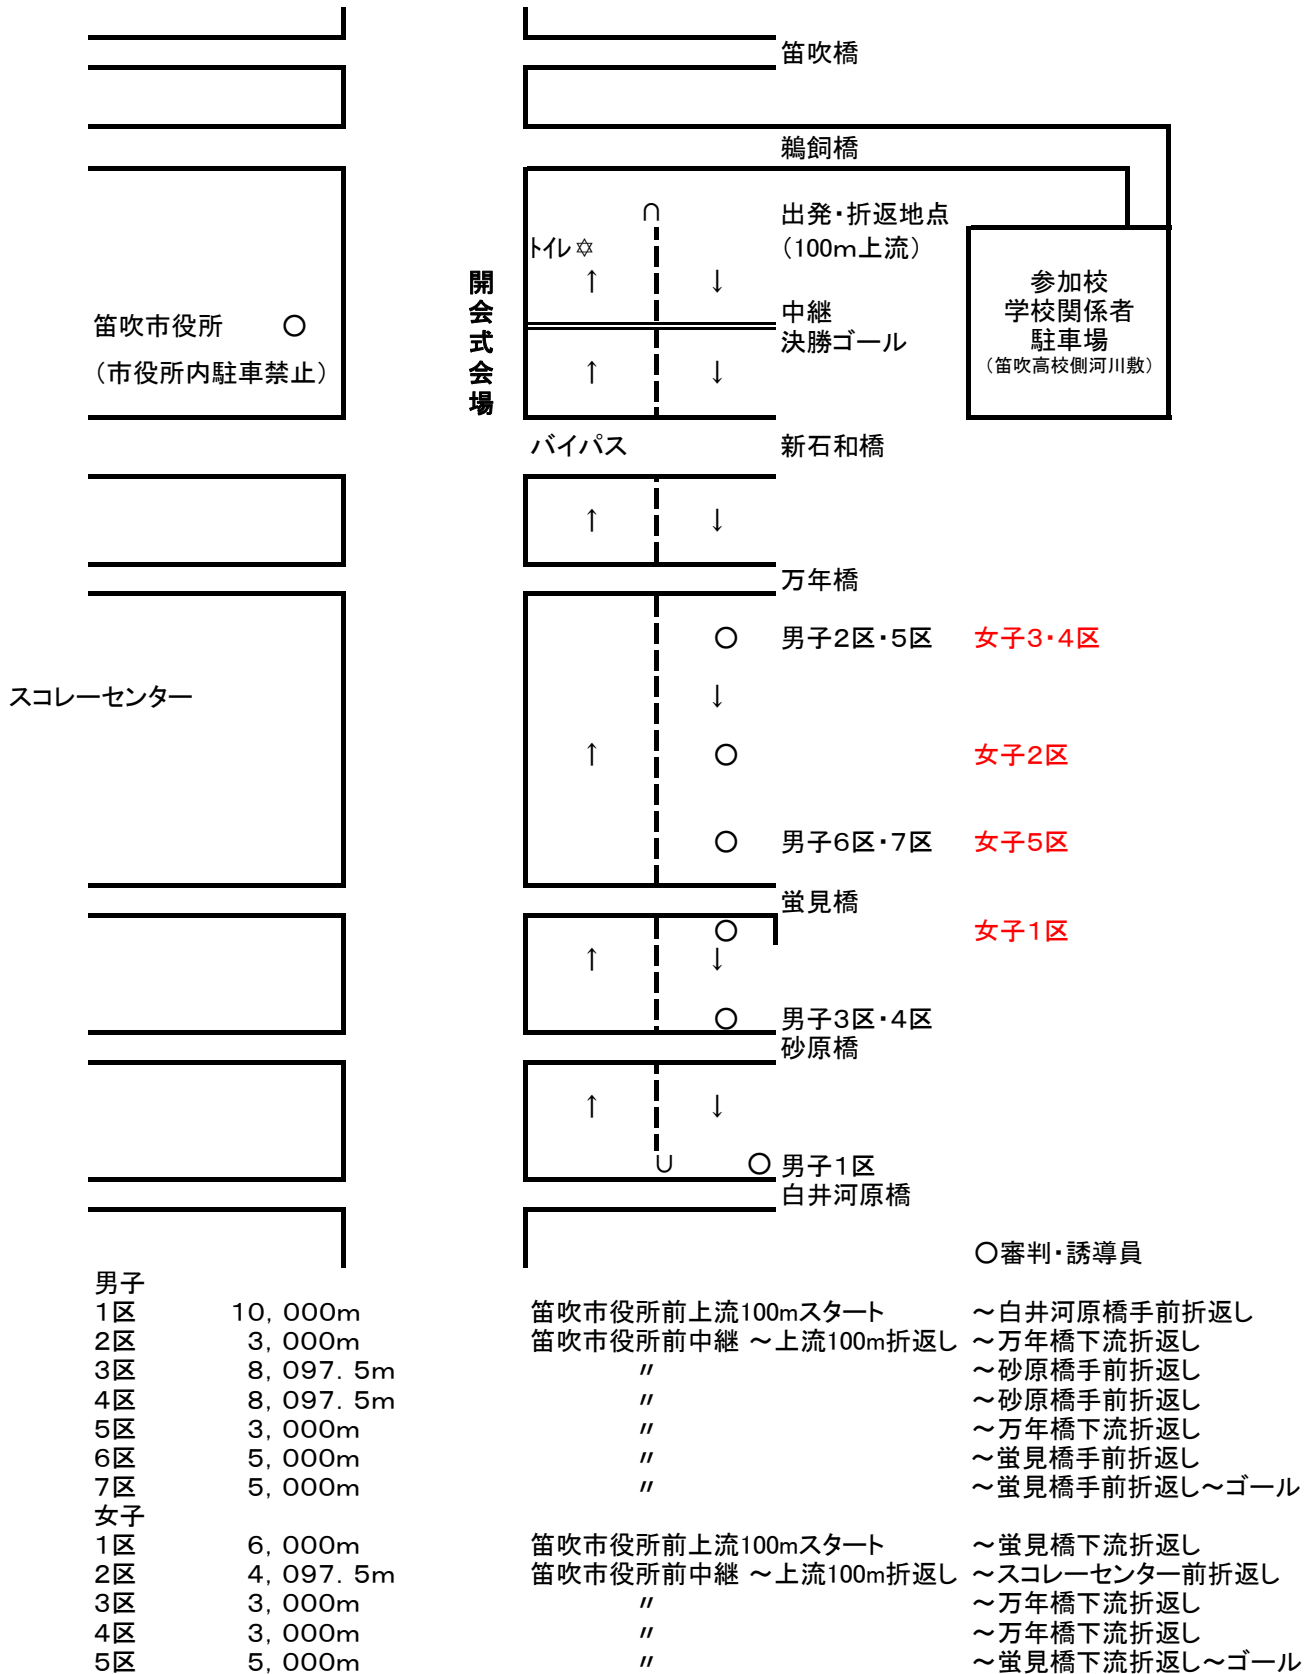 笛吹橋
鵜飼橋
出発・折返地点
（100ｍ上流）
トイレ✡
開会式会場
↑ ↓
中継
決勝ゴール
笛吹市役所 ○
（市役所内駐車禁止）
↑ ↓
参加校
学校関係者
駐車場
（笛吹高校側河川敷）
バイパス 新石和橋
↑ ↓
万年橋
○ 男子２区・５区 女子３・４区
スコレーセンター ↓
↑ ○ 女子２区
○ 男子６区・７区 女子５区
蛍見橋
○ 女子１区
↑ ↓
○ 男子３区・４区
砂原橋
↑ ↓
○ 男子１区
白井河原橋
○審判・誘導員
男子
１区 １０，０００ｍ 笛吹市役所前上流100mスタート ～白井河原橋手前折返し
２区 ３，０００ｍ 笛吹市役所前中継 ～上流100m折返し ～万年橋下流折返し
３区 ８，０９７．５ｍ 〃 ～砂原橋手前折返し
４区 ８，０９７．５ｍ 〃 ～砂原橋手前折返し
５区 ３，０００ｍ 〃 ～万年橋下流折返し
６区 ５，０００ｍ 〃 ～蛍見橋手前折返し
７区 ５，０００ｍ 〃 ～蛍見橋手前折返し～ゴール
女子
１区 ６，０００ｍ 笛吹市役所前上流100mスタート ～蛍見橋下流折返し
２区 ４，０９７．５ｍ 笛吹市役所前中継 ～上流100m折返し ～スコレーセンター前折返し
３区 ３，０００ｍ 〃 ～万年橋下流折返し
４区 ３，０００ｍ 〃 ～万年橋下流折返し
５区 ５，０００ｍ 〃 ～蛍見橋下流折返し～ゴール